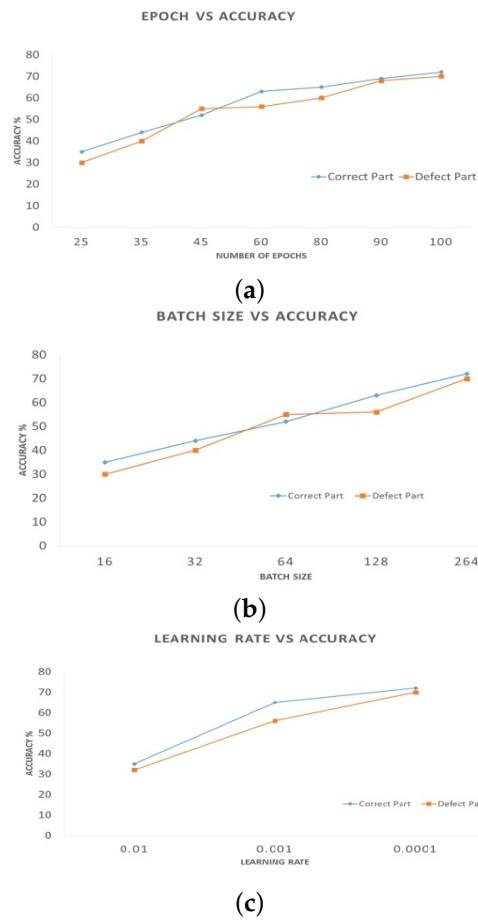 EPOCH VS ACCURACY
80
70
60
50
40
30
20
10
0
ACCURACY %
Correct Part Defect Part
25 35 45 60 80 90 100
NUMBER OF EPOCHS
(a)
BATCH SIZE VS ACCURACY
80
70
60
50
40
30
20
10
0
ACCURACY %
Correct Part Defect Part
16 32 64 128 264
BATCH SIZE
(b)
LEARNING RATE VS ACCURACY
80
70
60
50
40
30
20
10
0
ACCURACY %
Correct Part Defect Pa
0.01 0.001 0.0001
LEARNING RATE
(c)